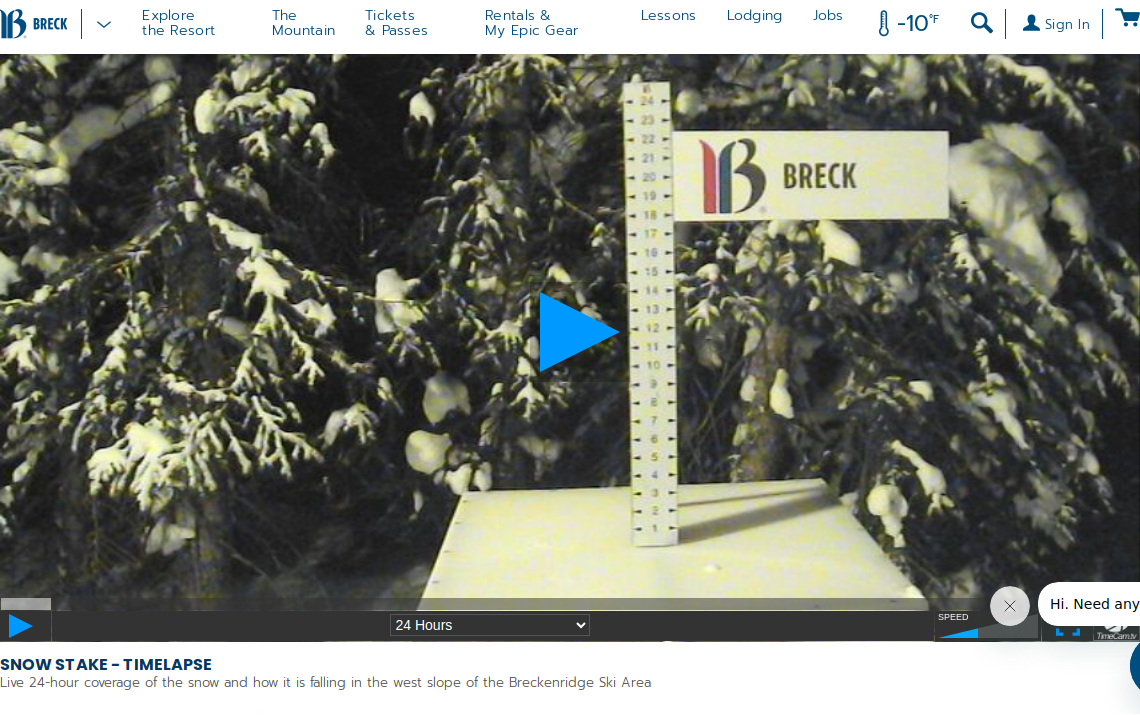 BRECK
Explore
the Resort
The
Mountain
Tickets
& Passes
Rentals &
My Epic Gear
Lessons
Lodging
Jobs
-10°F
Sign In
24
23
22
21
20
19
18
17
16
15
14
13
12
11
10
9
8
7
6
5
4
3
2
1
B BRECK
24 Hours
SPEED
Hi. Need any
TimeCam.tv
SNOW STAKE - TIMELAPSE
Live 24-hour coverage of the snow and how it is falling in the west slope of the Breckenridge Ski Area